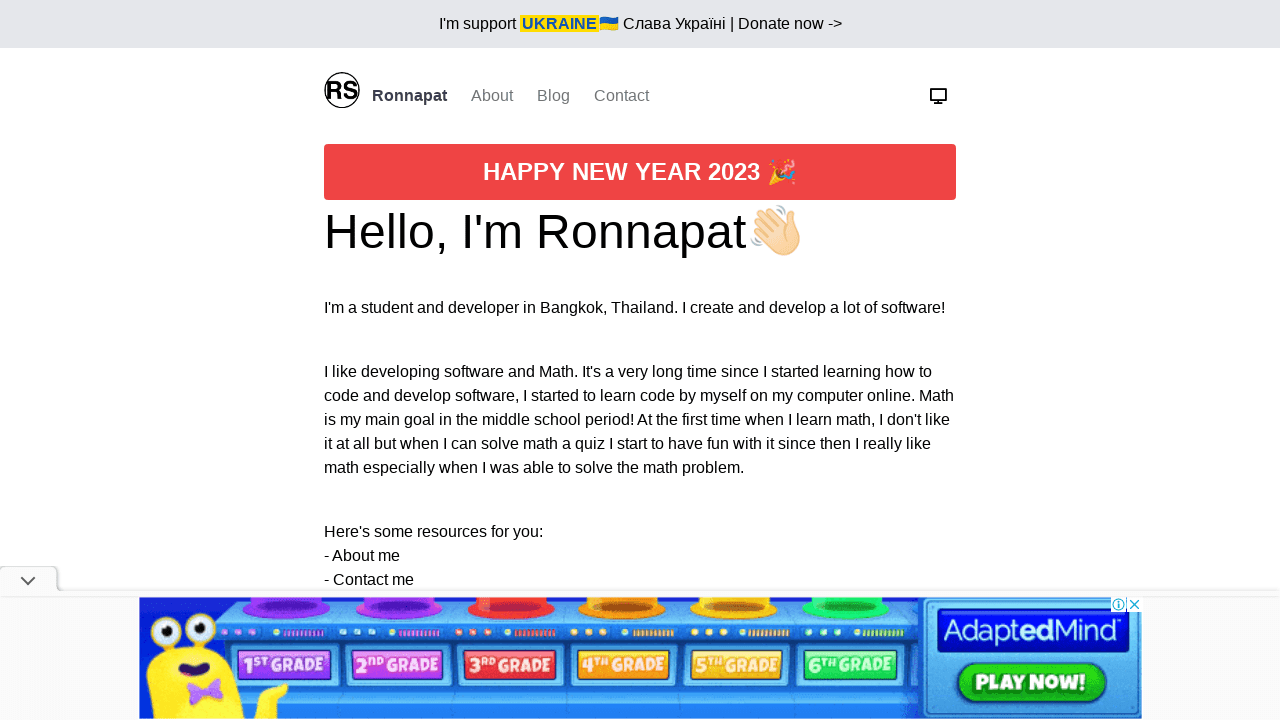 I'm support UKRAINE🇺🇦 Слава Україні | Donate now ->
RS Ronnapat About Blog Contact
HAPPY NEW YEAR 2023 🎉
Hello, I'm Ronnapat👋🏻
I'm a student and developer in Bangkok, Thailand. I create and develop a lot of software!
I like developing software and Math. It's a very long time since I started learning how to
code and develop software, I started to learn code by myself on my computer online. Math
is my main goal in the middle school period! At the first time when I learn math, I don't like
it at all but when I can solve math a quiz I start to have fun with it since then I really like
math especially when I was able to solve the math problem.
Here's some resources for you:
- About me
- Contact me
1ST GRADE 2ND GRADE 3RD GRADE 4TH GRADE 5TH GRADE 6TH GRADE
AdaptedMind™
PLAY NOW!